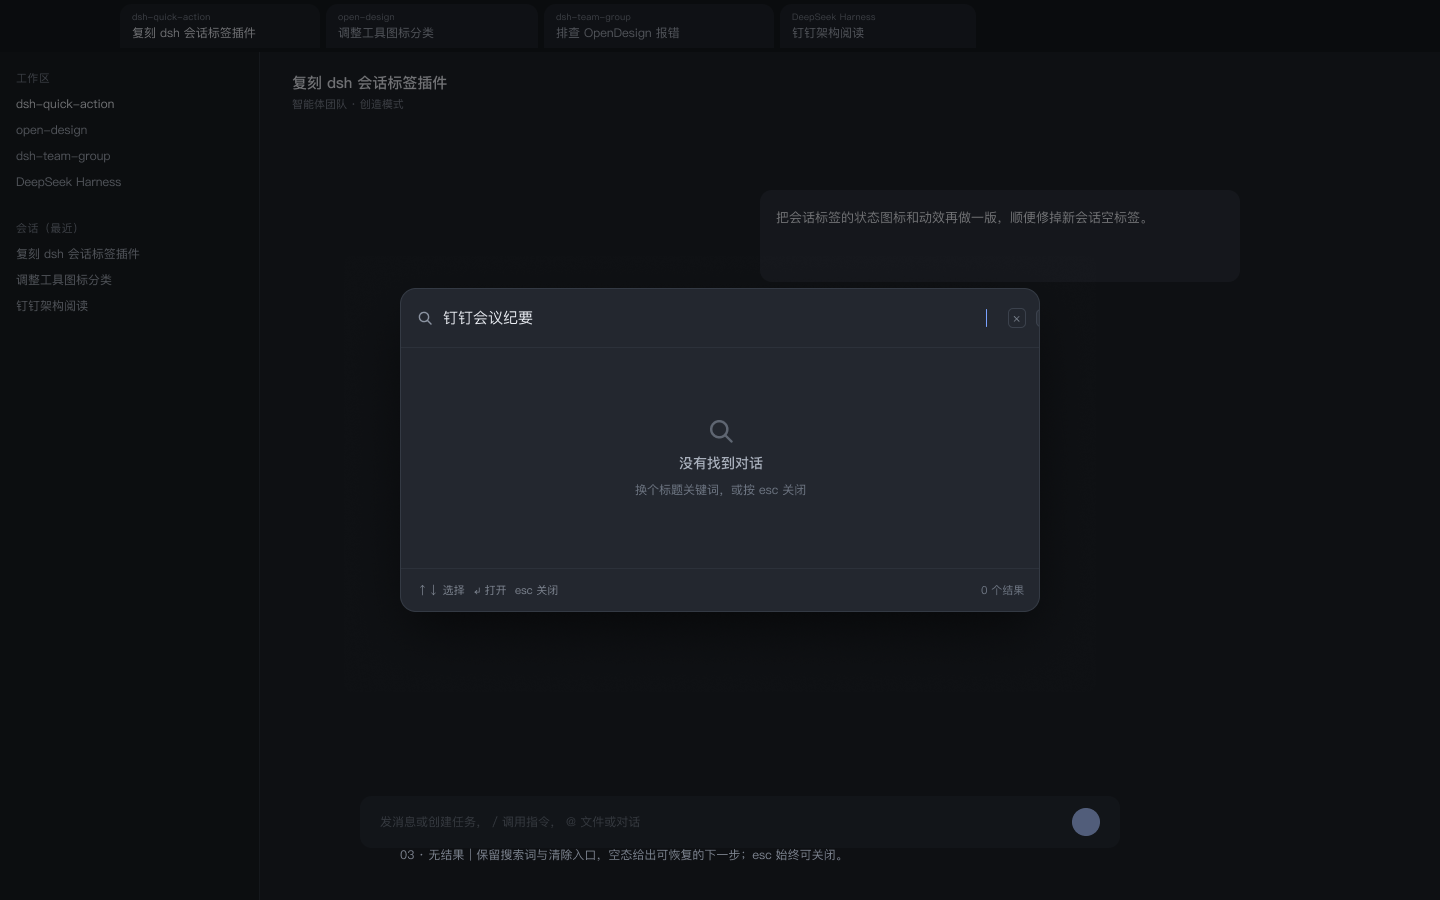 dsh-quick-action
复刻 dsh 会话标签插件
open-design
调整工具图标分类
dsh-team-group
排查 OpenDesign 报错
DeepSeek Harness
钉钉架构阅读
工作区
dsh-quick-action
open-design
dsh-team-group
DeepSeek Harness
会话（最近）
复刻 dsh 会话标签插件
调整工具图标分类
钉钉架构阅读
复刻 dsh 会话标签插件
智能体团队 · 创造模式
把会话标签的状态图标和动效再做一版，顺便修掉新会话空标签。
钉钉会议纪要
×
没有找到对话
换个标题关键词，或按 esc 关闭
↑↓ 选择 ↲ 打开 esc 关闭
0 个结果
发消息或创建任务， / 调用指令， @ 文件或对话
03 · 无结果｜保留搜索词与清除入口，空态给出可恢复的下一步；esc 始终可关闭。